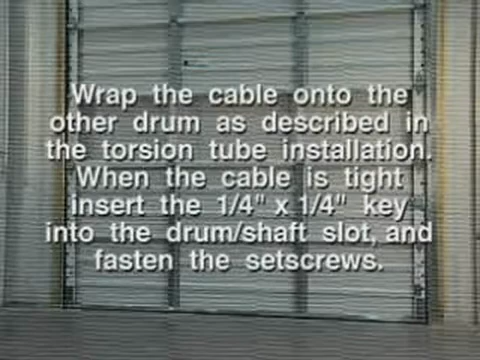 Wrap the cable onto the
other drum as described in
the torsion tube installation.
When the cable is tight
insert the 1/4" x 1/4" key
into the drum/shaft slot, and
fasten the setscrews.